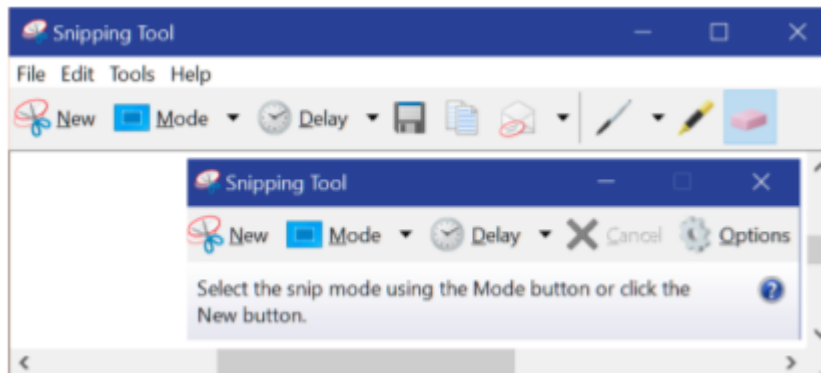 Snipping Tool
File Edit Tools Help
New Mode Delay
Snipping Tool
New Mode Delay Cancel Options
Select the snip mode using the Mode button or click the
New button.